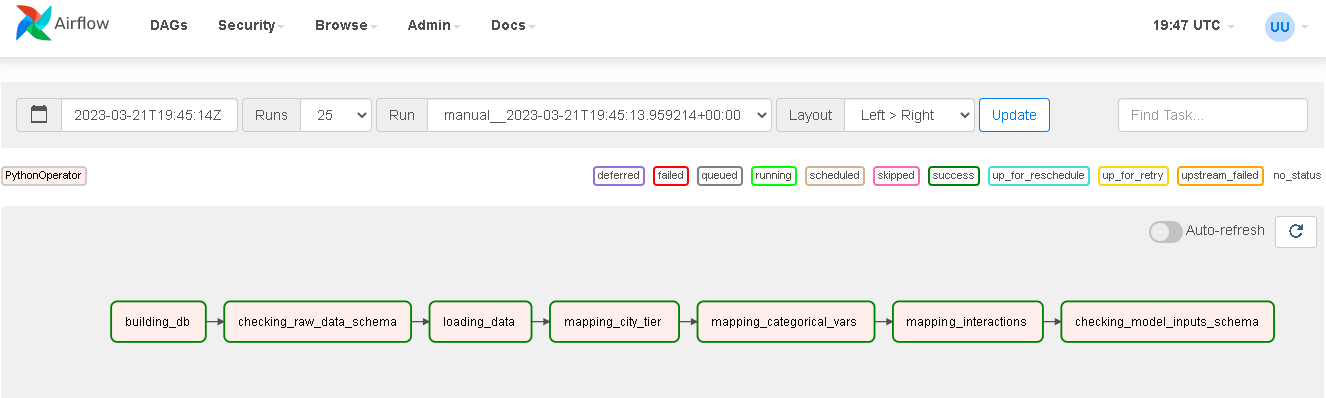 Airflow DAGs Security Browse Admin Docs 19:47 UTC UU
2023-03-21T19:45:14Z Runs 25 Run manual__2023-03-21T19:45:13.959214+00:00 Layout Left > Right Update Find Task...
PythonOperator deferred failed queued running scheduled skipped success up_for_reschedule up_for_retry upstream_failed no_status
Auto-refresh
building_db checking_raw_data_schema loading_data mapping_city_tier mapping_categorical_vars mapping_interactions checking_model_inputs_schema